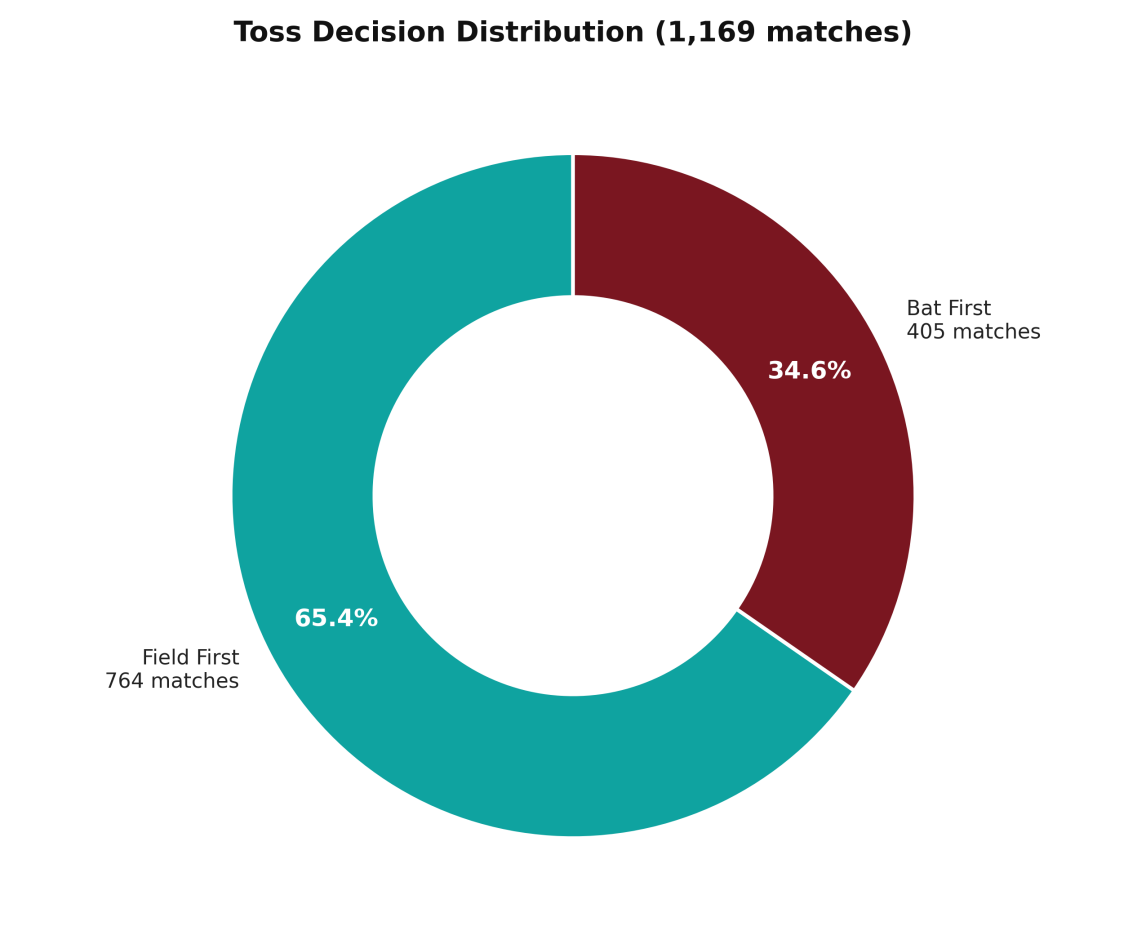 Toss Decision Distribution (1,169 matches)
Bat First
405 matches
34.6%
65.4%
Field First
764 matches